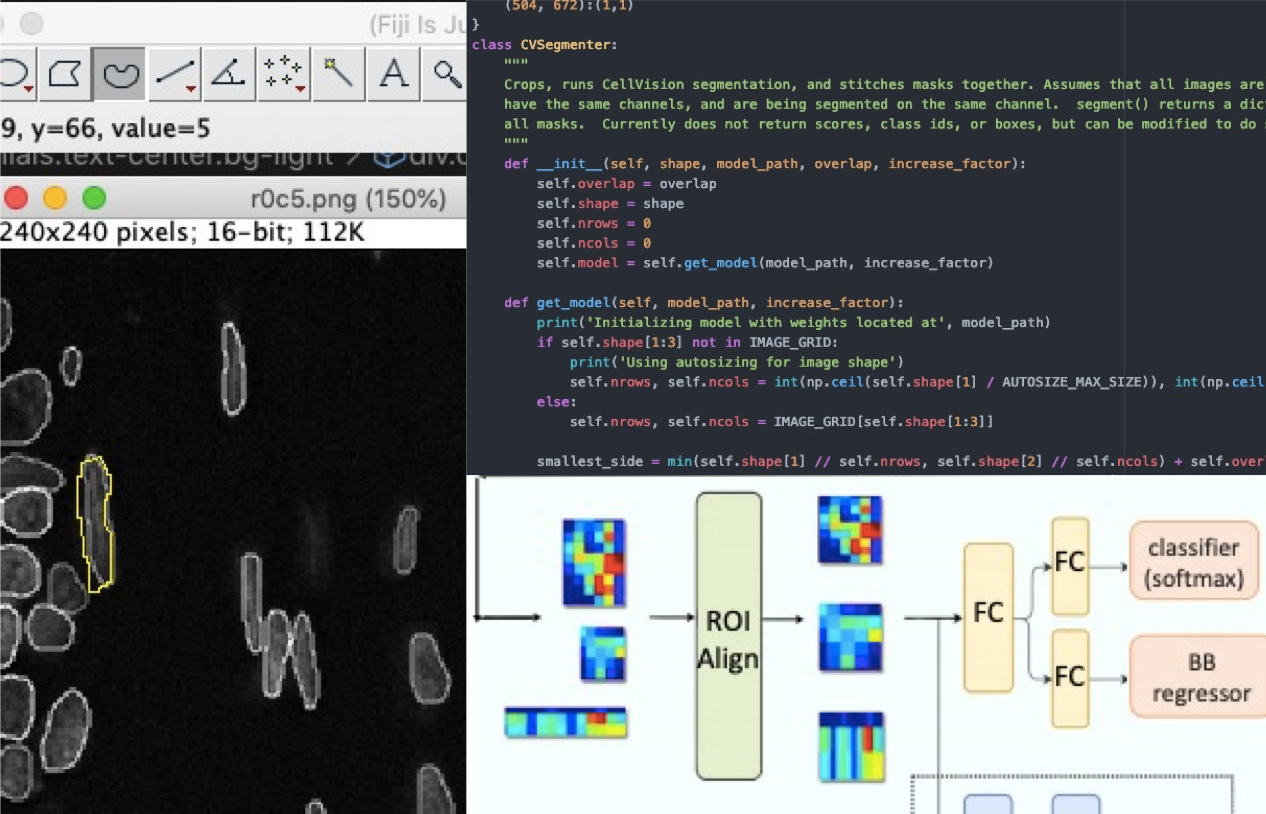 (Fiji Is Ju
A
9, y=66, value=5
r0c5.png (150%)
240x240 pixels; 16-bit; 112K
(504, 672):(1,1)
}
class CVSegmenter:
"""
Crops, runs CellVision segmentation, and stitches masks together. Assumes that all images are
have the same channels, and are being segmented on the same channel.  segment() returns a dic
all masks.  Currently does not return scores, class ids, or boxes, but can be modified to do
"""
def __init__(self, shape, model_path, overlap, increase_factor):
self.overlap = overlap
self.shape = shape
self.nrows = 0
self.ncols = 0
self.model = self.get_model(model_path, increase_factor)
def get_model(self, model_path, increase_factor):
print('Initializing model with weights located at', model_path)
if self.shape[1:3] not in IMAGE_GRID:
print('Using autosizing for image shape')
self.nrows, self.ncols = int(np.ceil(self.shape[1] / AUTOSIZE_MAX_SIZE)), int(np.ceil
else:
self.nrows, self.ncols = IMAGE_GRID[self.shape[1:3]]
smallest_side = min(self.shape[1] // self.nrows, self.shape[2] // self.ncols) + self.over
ROI
Align
FC
FC
FC
classifier
(softmax)
BB
regressor